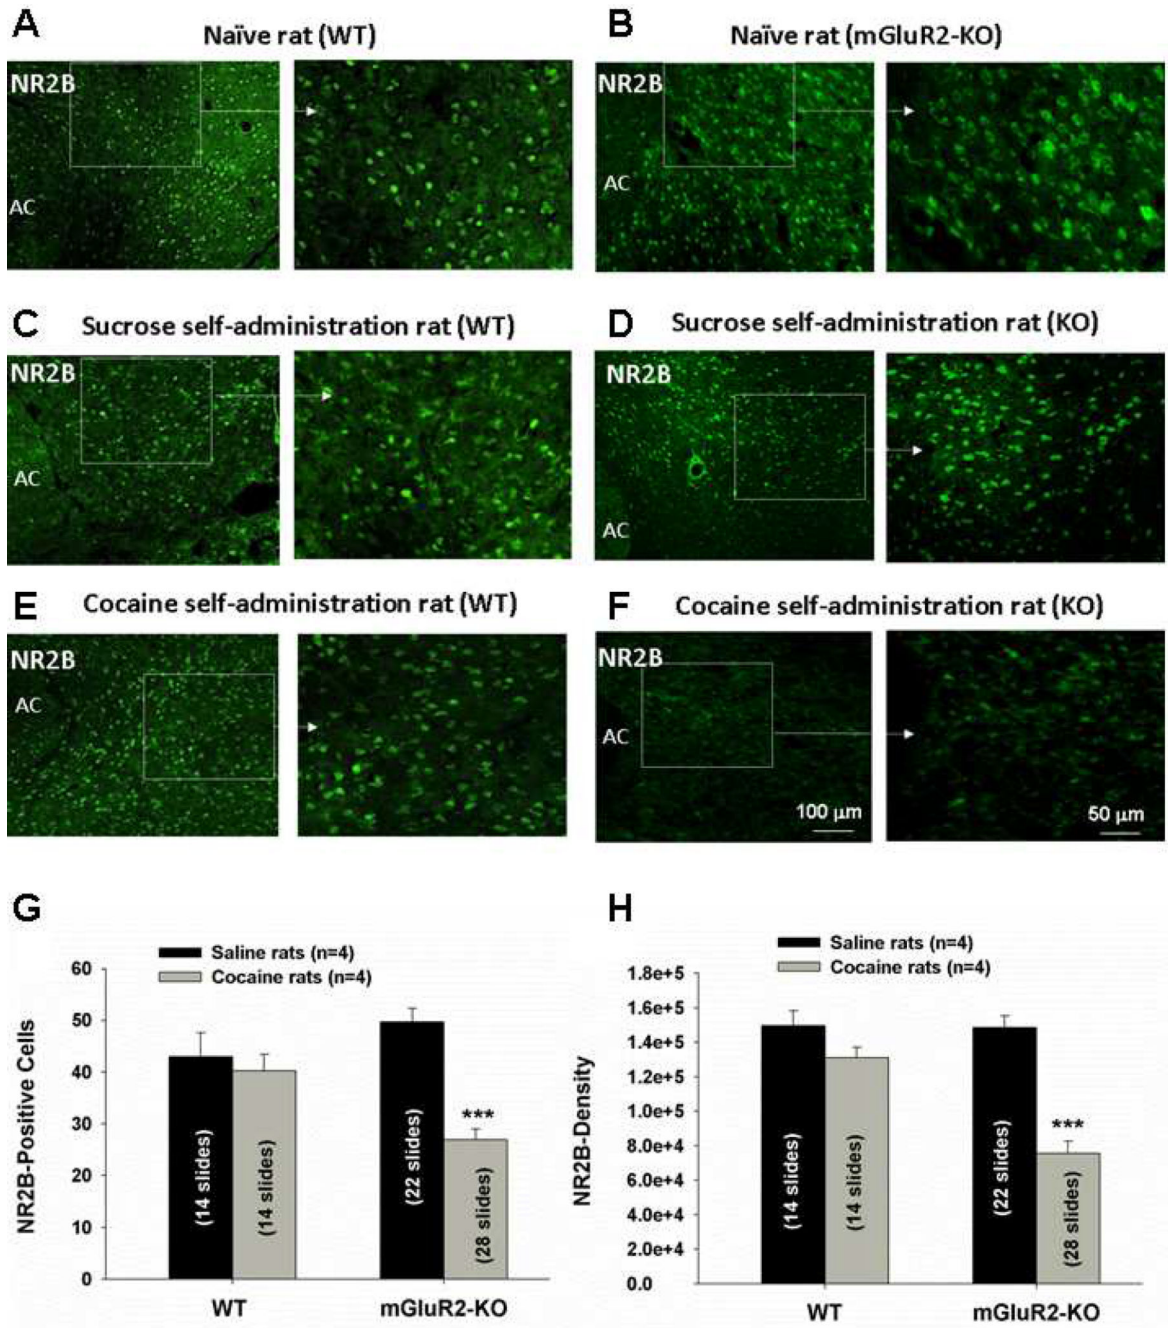 A
Naïve rat (WT)
NR2B
AC
B
Naïve rat (mGluR2-KO)
NR2B
AC
C
Sucrose self-administration rat (WT)
NR2B
AC
D
Sucrose self-administration rat (KO)
NR2B
AC
E
Cocaine self-administration rat (WT)
NR2B
AC
F
Cocaine self-administration rat (KO)
NR2B
AC
100 µm
50 µm
G
Saline rats (n=4)
Cocaine rats (n=4)
NR2B-Positive Cells
60
50
40
30
20
10
0
(14 slides)
(14 slides)
(22 slides)
***
(28 slides)
WT
mGluR2-KO
H
Saline rats (n=4)
Cocaine rats (n=4)
NR2B-Density
1.8e+5
1.6e+5
1.4e+5
1.2e+5
1.0e+5
8.0e+4
6.0e+4
4.0e+4
2.0e+4
0.0
(14 slides)
(14 slides)
(22 slides)
***
(28 slides)
WT
mGluR2-KO